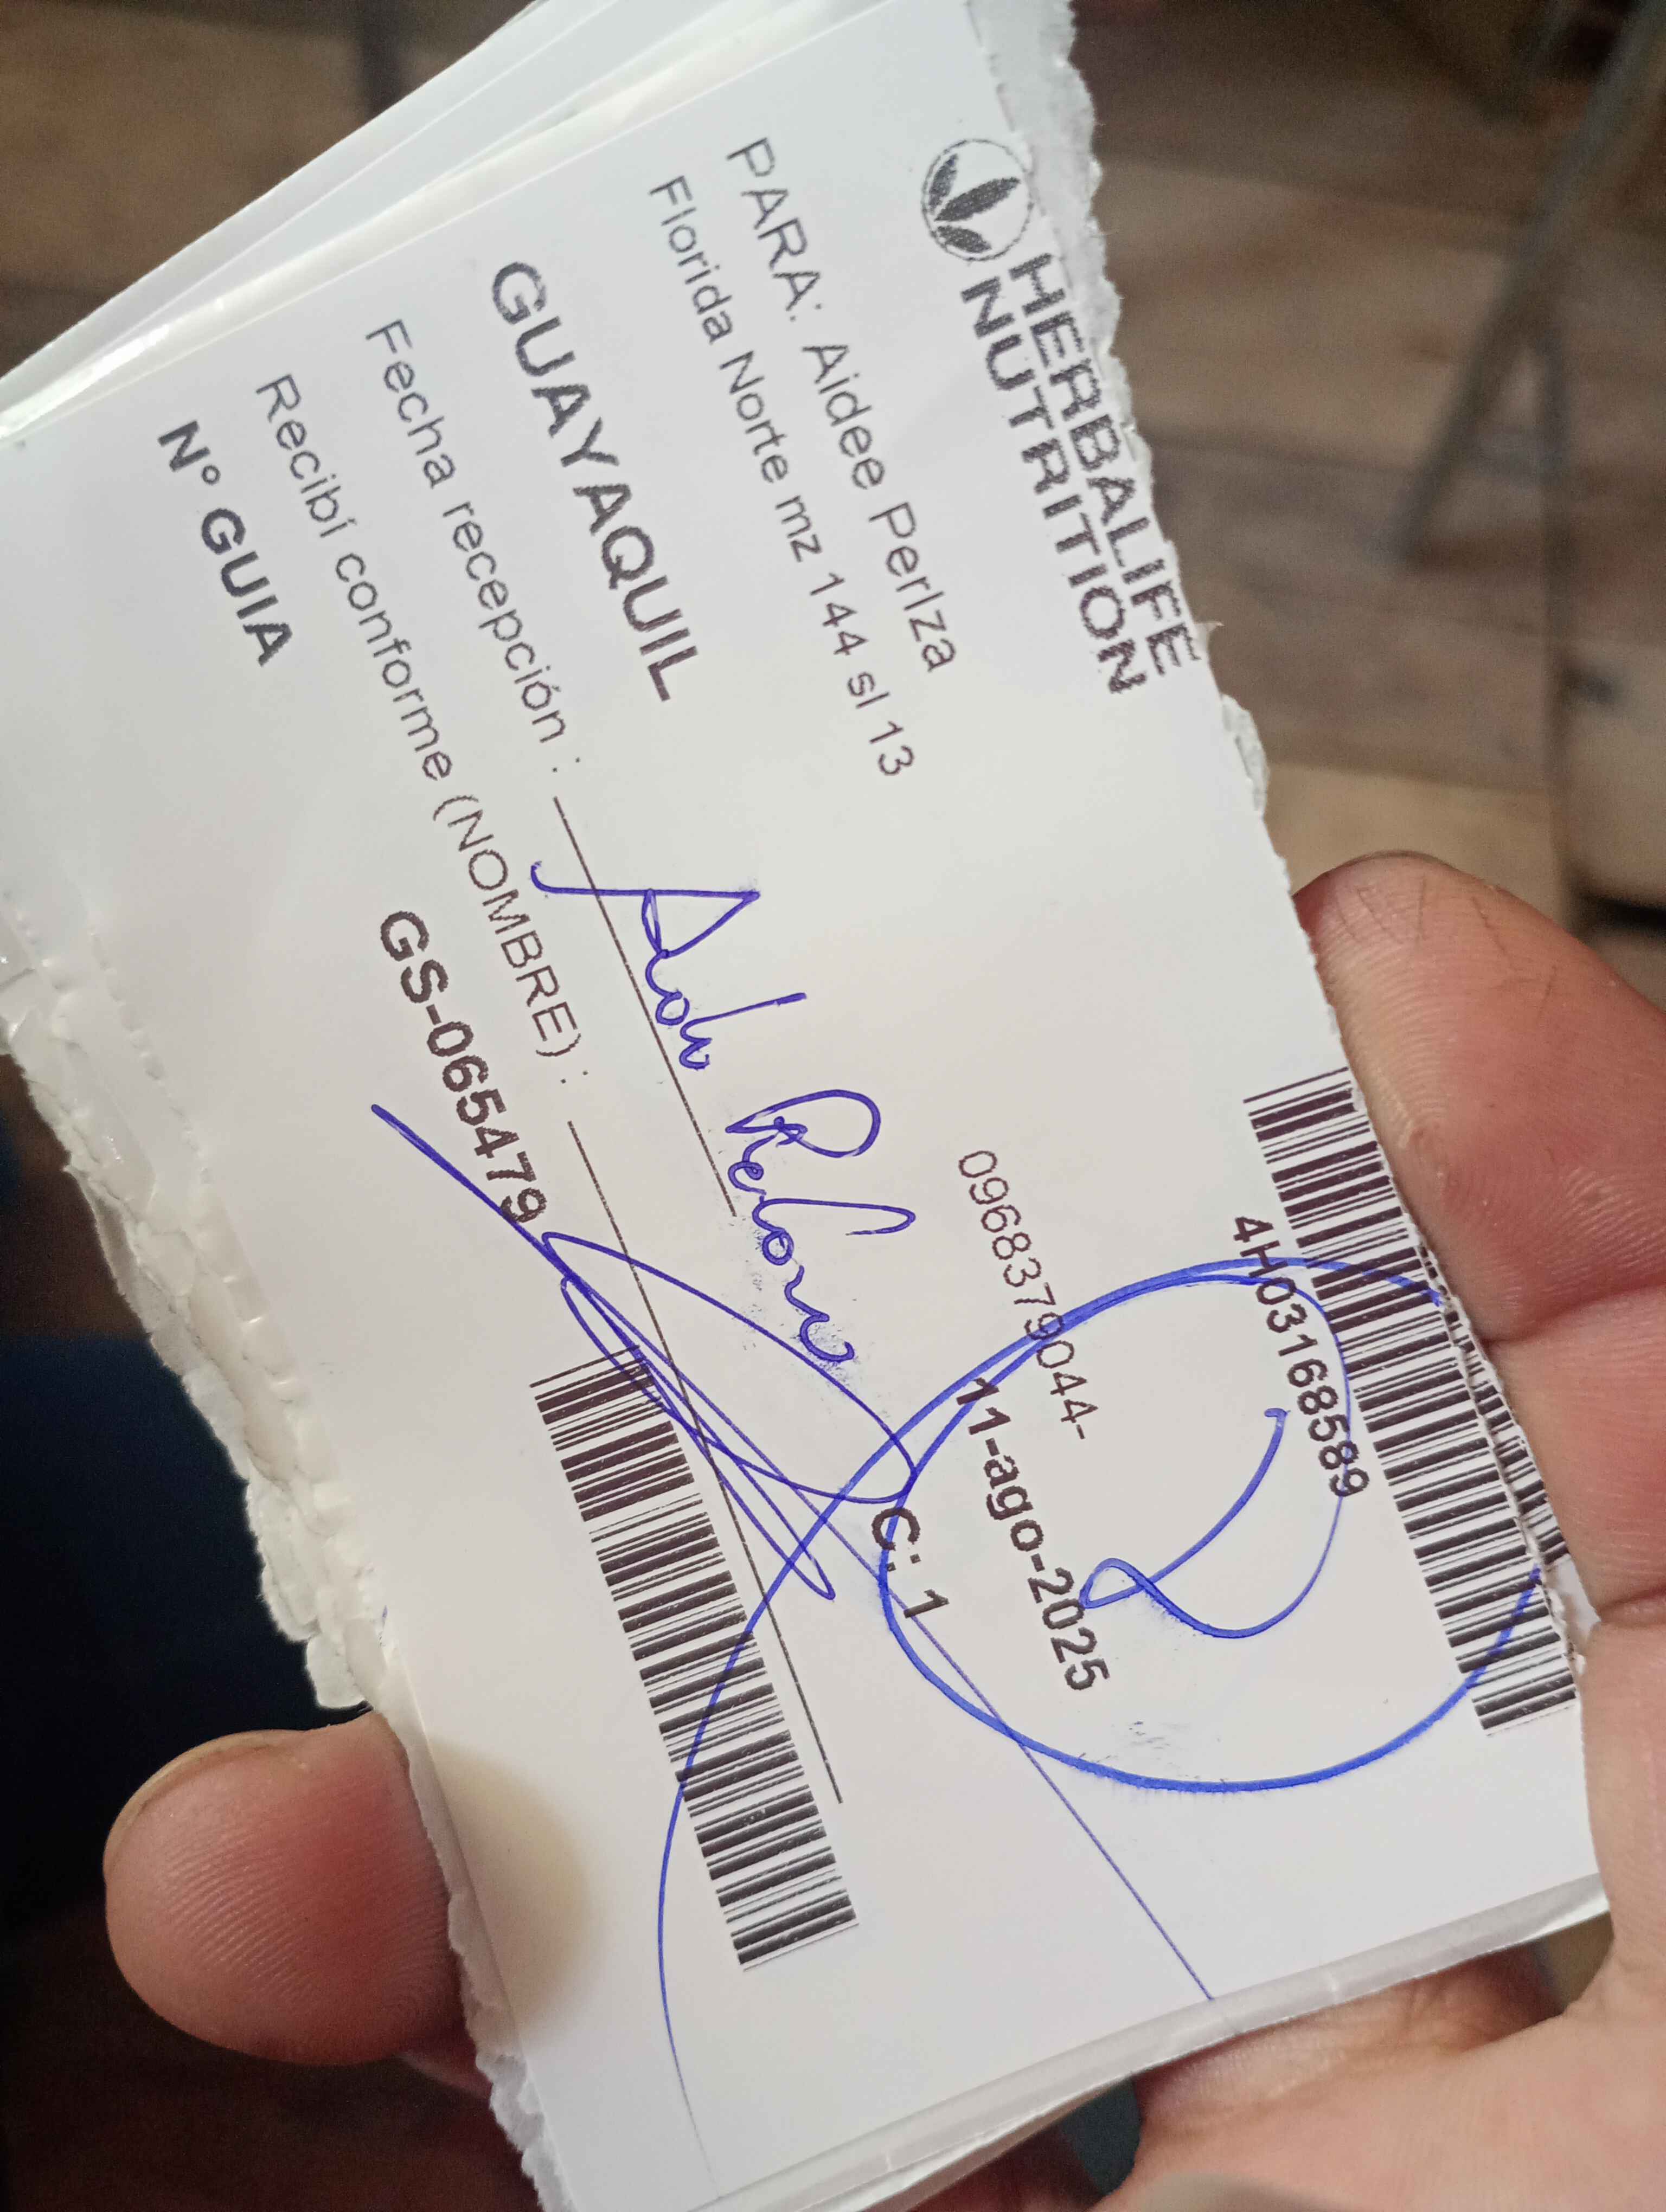 HERBALIFE
NUTRITION
4H03168589
PARA: Aidee PerIza
Florida Norte mz 144 sl 13
0968379044-
11-ago-2025
GUAYAQUIL
C: 1
Fecha recepción :
Recibí conforme (NOMBRE) :
N° GUIA
GS-065479